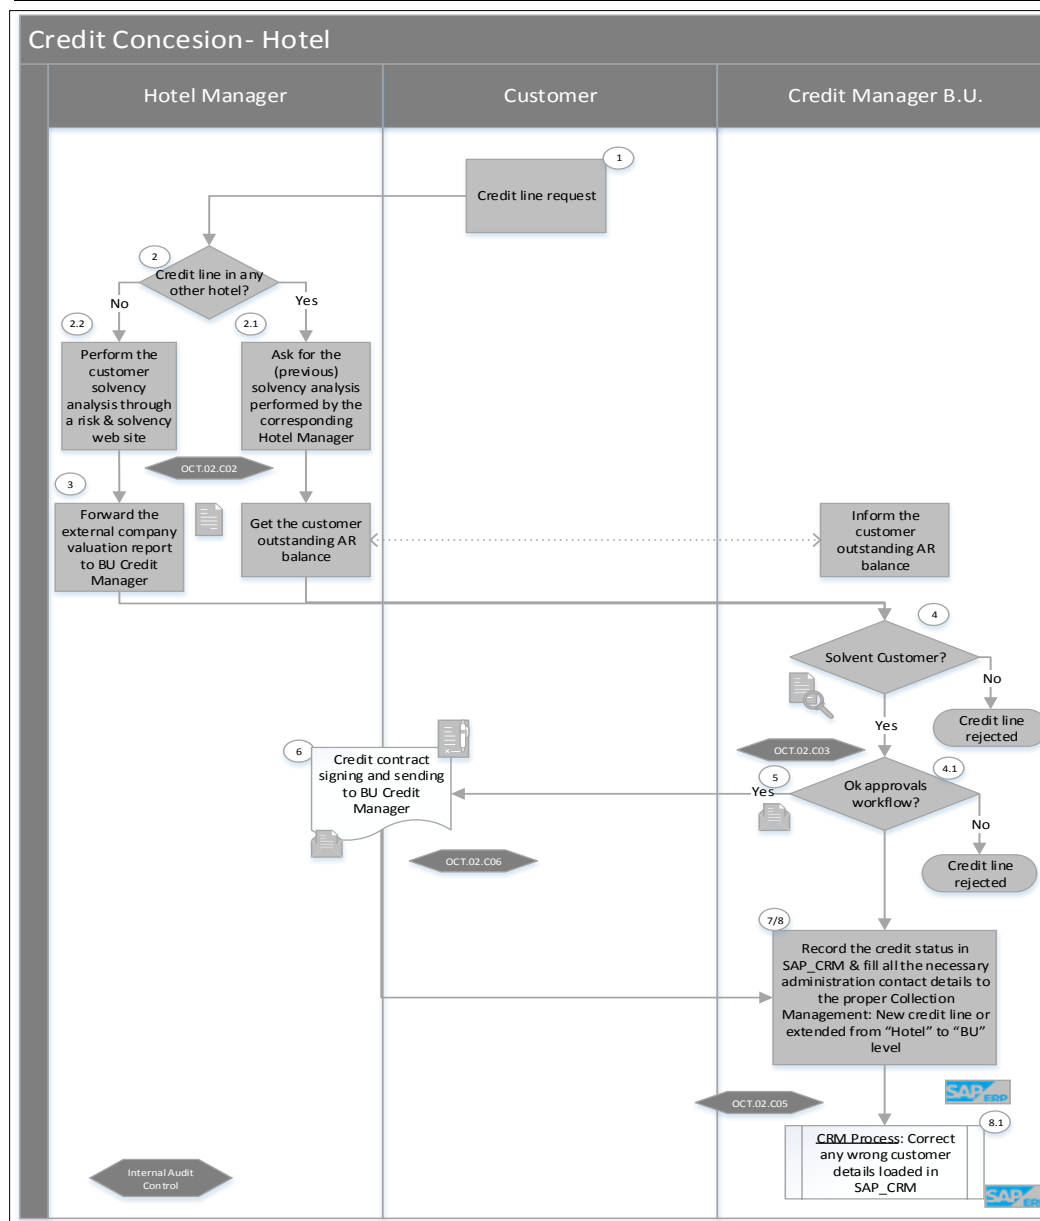 Credit Concesion- Hotel
Hotel Manager
Customer
Credit Manager B.U.
1
Credit line request
2
Credit line in any
other hotel?
No
Yes
2.2
2.1
Perform the
customer
solvency
analysis through
a risk & solvency
web site
Ask for the
(previous)
solvency analysis
performed by the
corresponding
Hotel Manager
OCT.02.C02
3
Forward the
external company
valuation report
to BU Credit
Manager
Get the customer
outstanding AR
balance
Inform the
customer
outstanding AR
balance
4
Solvent Customer?
No
Yes
Credit line
rejected
OCT.02.C03
4.1
Ok approvals
workflow?
5
Yes
No
Credit line
rejected
6
Credit contract
signing and sending
to BU Credit
Manager
OCT.02.C06
7/8
Record the credit status in
SAP_CRM & fill all the necessary
administration contact details to
the proper Collection
Management: New credit line or
extended from “Hotel” to “BU”
level
SAP ERP
OCT.02.C05
8.1
CRM Process: Correct
any wrong customer
details loaded in
SAP_CRM
SAP ER
Internal Audit
Control